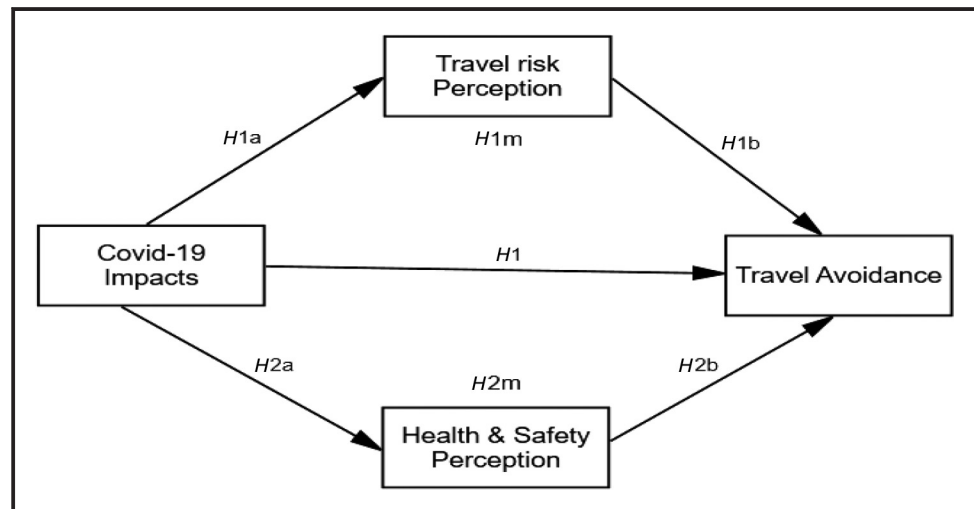 Travel risk
Perception
H1a
H1m
H1b
Covid-19
Impacts
H1
Travel Avoidance
H2a
H2m
H2b
Health & Safety
Perception